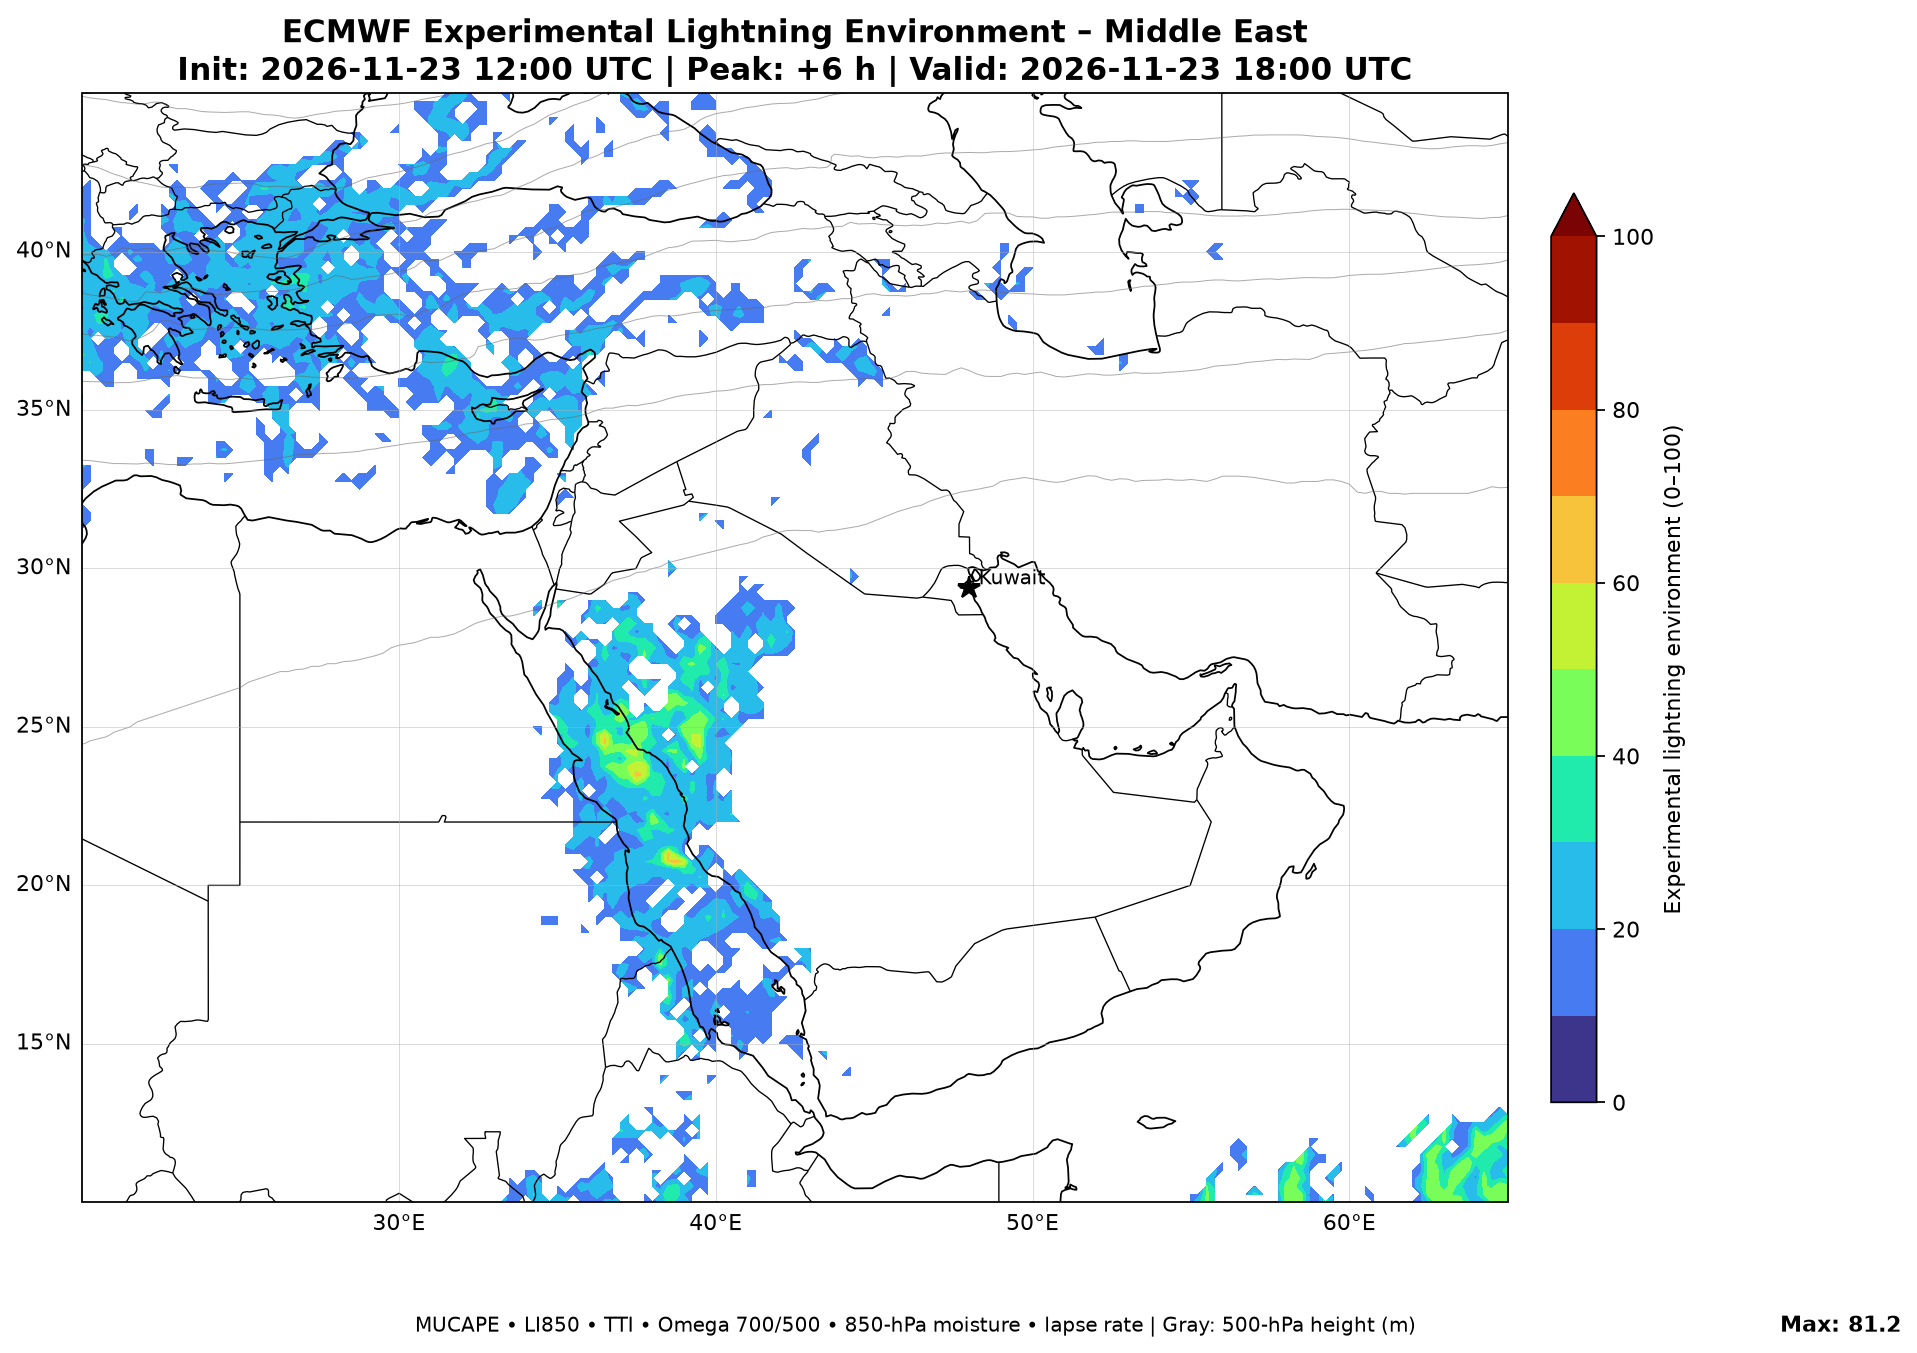 ECMWF Experimental Lightning Environment – Middle East
Init: 2026-11-23 12:00 UTC | Peak: +6 h | Valid: 2026-11-23 18:00 UTC
40°N
35°N
30°N
25°N
20°N
15°N
Kuwait
30°E
40°E
50°E
60°E
100
80
60
40
20
0
Experimental lightning environment (0–100)
MUCAPE • LI850 • TTI • Omega 700/500 • 850-hPa moisture • lapse rate | Gray: 500-hPa height (m)
Max: 81.2